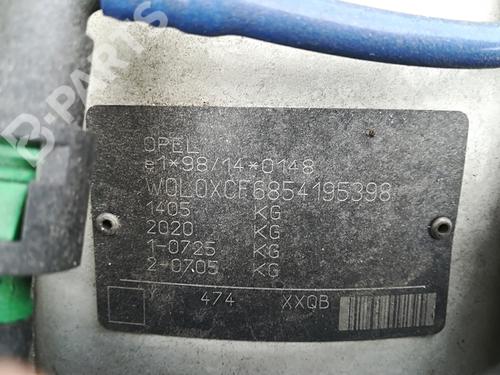 B-PARTS
OPEL
e1*98/14*0148
W0L0XCF6854195398
1405 KG
2020 KG
1-0725 KG
2-0705 KG
Y 474 XXQB